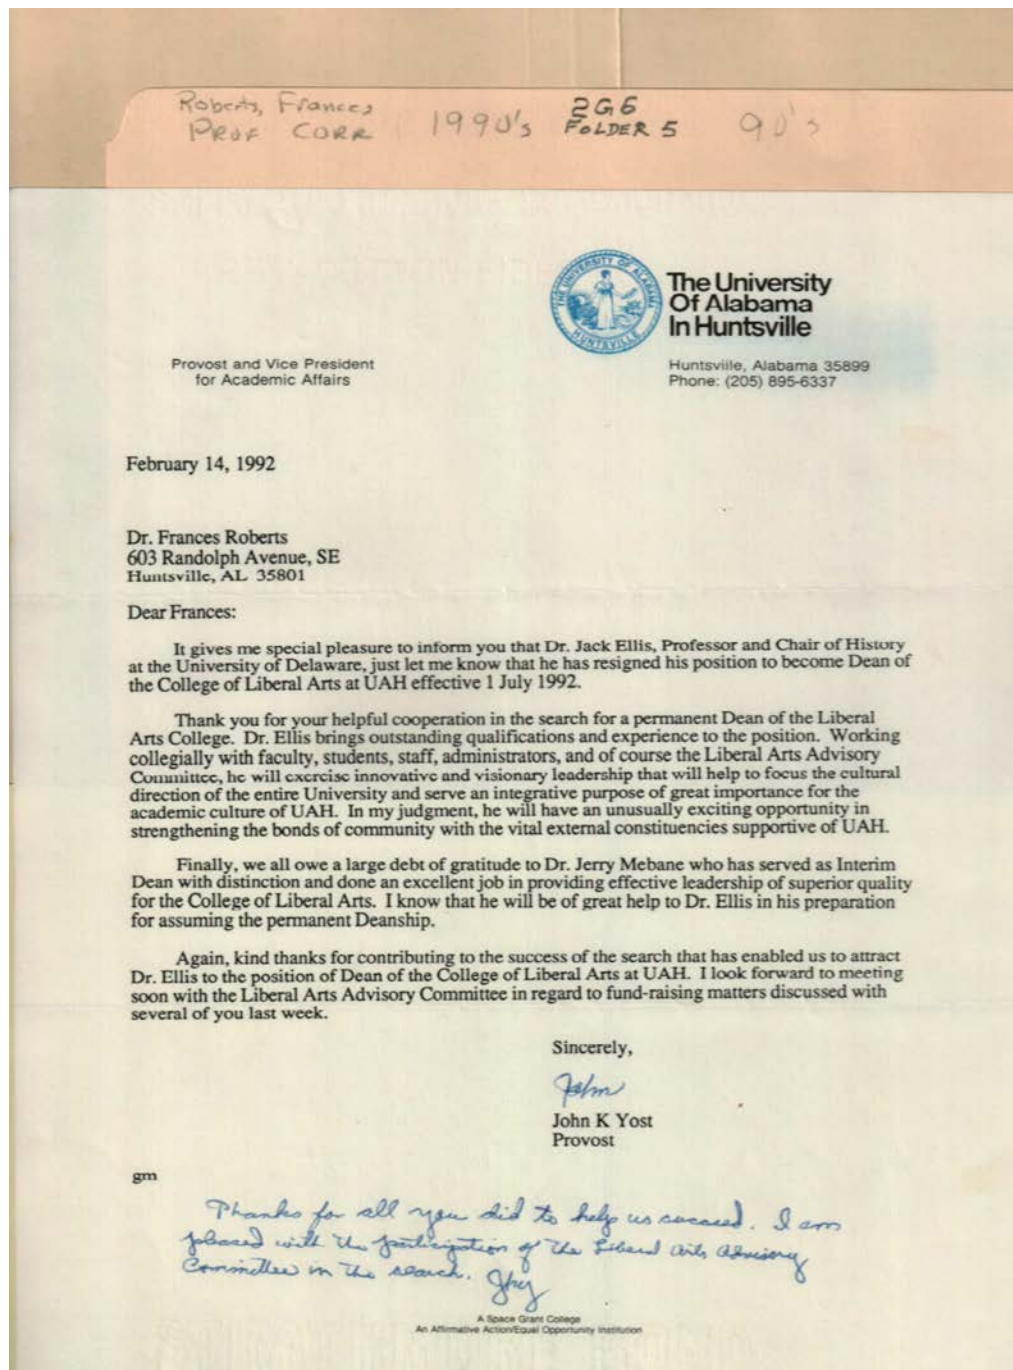 Roberts, Frances
PROF CORR
1990's
2G6
FOLDER 5
90's
THE UNIVERSITY OF ALABAMA
HUNTSVILLE
The University
Of Alabama
In Huntsville
Provost and Vice President
for Academic Affairs
Huntsville, Alabama 35899
Phone: (205) 895-6337
February 14, 1992
Dr. Frances Roberts
603 Randolph Avenue, SE
Huntsville, AL 35801
Dear Frances:
It gives me special pleasure to inform you that Dr. Jack Ellis, Professor and Chair of History
at the University of Delaware, just let me know that he has resigned his position to become Dean of
the College of Liberal Arts at UAH effective 1 July 1992.
Thank you for your helpful cooperation in the search for a permanent Dean of the Liberal
Arts College. Dr. Ellis brings outstanding qualifications and experience to the position. Working
collegially with faculty, students, staff, administrators, and of course the Liberal Arts Advisory
Committee, he will exercise innovative and visionary leadership that will help to focus the cultural
direction of the entire University and serve an integrative purpose of great importance for the
academic culture of UAH. In my judgment, he will have an unusually exciting opportunity in
strengthening the bonds of community with the vital external constituencies supportive of UAH.
Finally, we all owe a large debt of gratitude to Dr. Jerry Mebane who has served as Interim
Dean with distinction and done an excellent job in providing effective leadership of superior quality
for the College of Liberal Arts. I know that he will be of great help to Dr. Ellis in his preparation
for assuming the permanent Deanship.
Again, kind thanks for contributing to the success of the search that has enabled us to attract
Dr. Ellis to the position of Dean of the College of Liberal Arts at UAH. I look forward to meeting
soon with the Liberal Arts Advisory Committee in regard to fund-raising matters discussed with
several of you last week.
Sincerely,
John
John K Yost
Provost
gm
Thanks for all you did to help us succeed. I am
pleased with the participation of the Liberal Arts Advisory
Committee in the search. JKY
A Space Grant College
An Affirmative Action/Equal Opportunity Institution